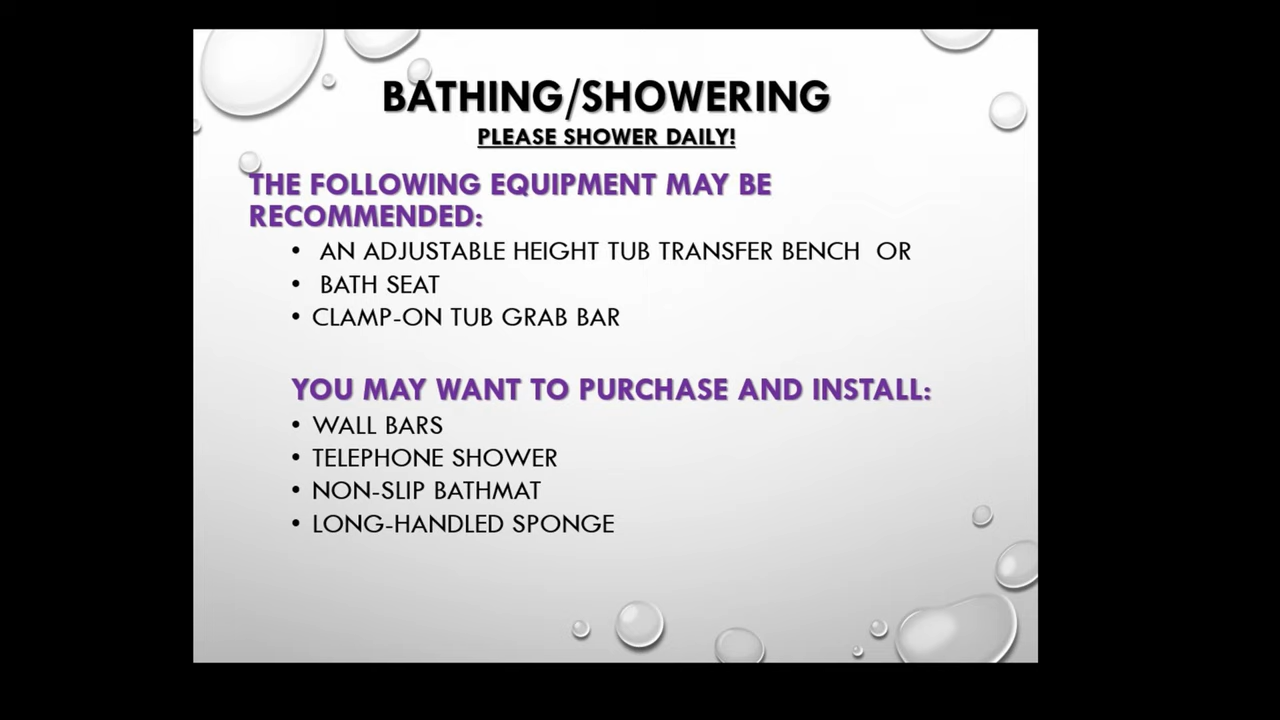 BATHING/SHOWERING
PLEASE SHOWER DAILY!
THE FOLLOWING EQUIPMENT MAY BE
RECOMMENDED:
• AN ADJUSTABLE HEIGHT TUB TRANSFER BENCH OR
• BATH SEAT
• CLAMP-ON TUB GRAB BAR
YOU MAY WANT TO PURCHASE AND INSTALL:
• WALL BARS
• TELEPHONE SHOWER
• NON-SLIP BATHMAT
• LONG-HANDLED SPONGE